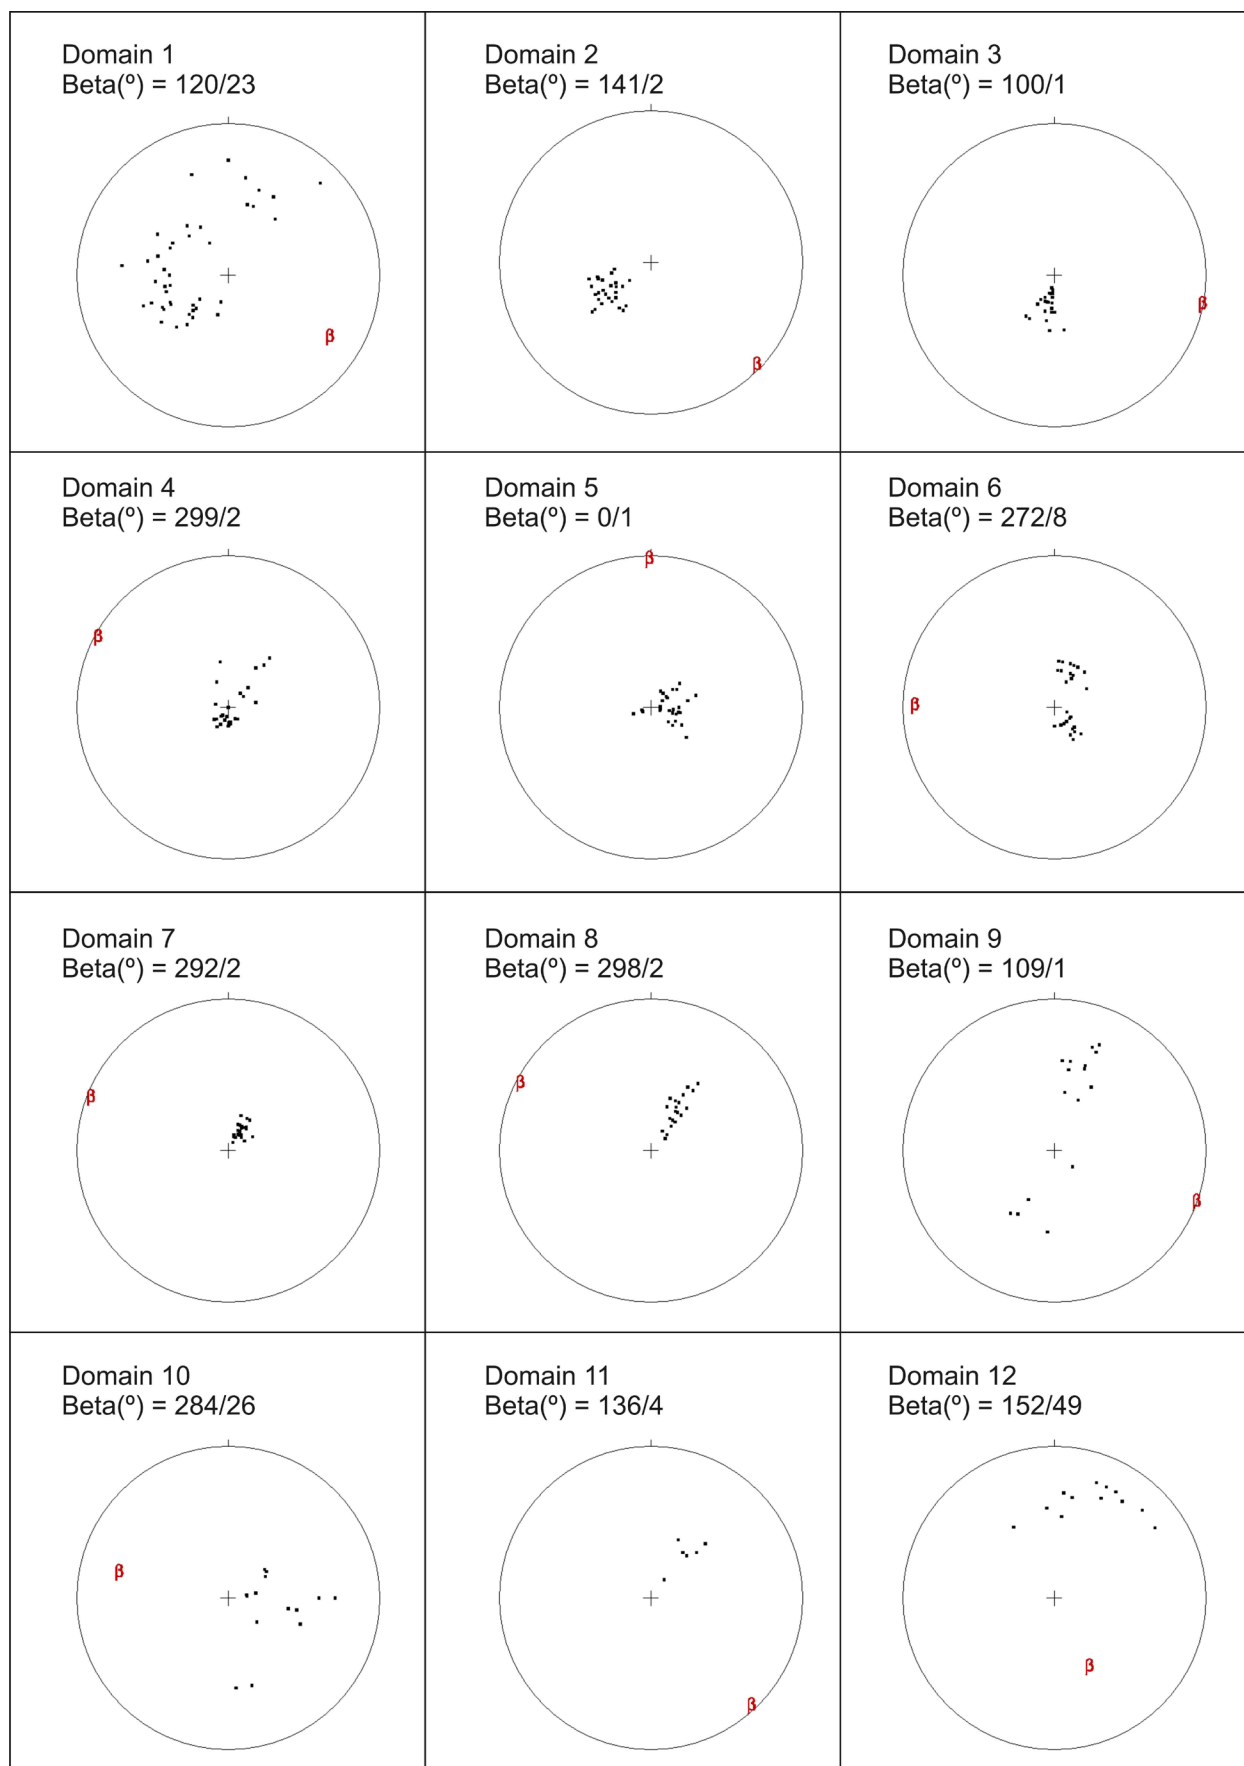 Domain 1
Beta(º) = 120/23
β
Domain 2
Beta(º) = 141/2
β
Domain 3
Beta(º) = 100/1
β
Domain 4
Beta(º) = 299/2
β
Domain 5
Beta(º) = 0/1
β
Domain 6
Beta(º) = 272/8
β
Domain 7
Beta(º) = 292/2
β
Domain 8
Beta(º) = 298/2
β
Domain 9
Beta(º) = 109/1
β
Domain 10
Beta(º) = 284/26
β
Domain 11
Beta(º) = 136/4
β
Domain 12
Beta(º) = 152/49
β